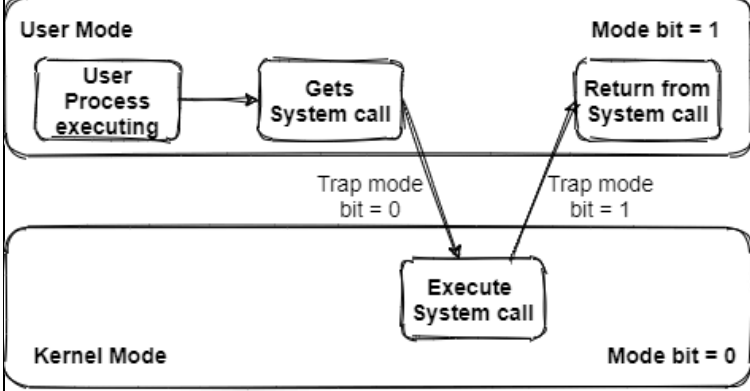 User Mode
Mode bit = 1
User
Process
executing
Gets
System call
Return from
System call
Trap mode
bit = 0
Trap mode
bit = 1
Execute
System call
Kernel Mode
Mode bit = 0